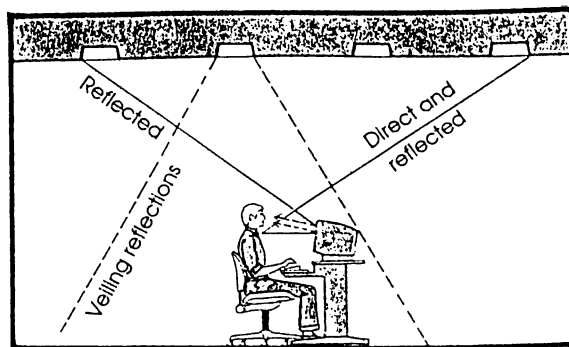 Reflected
Direct and
reflected
Veiling reflections